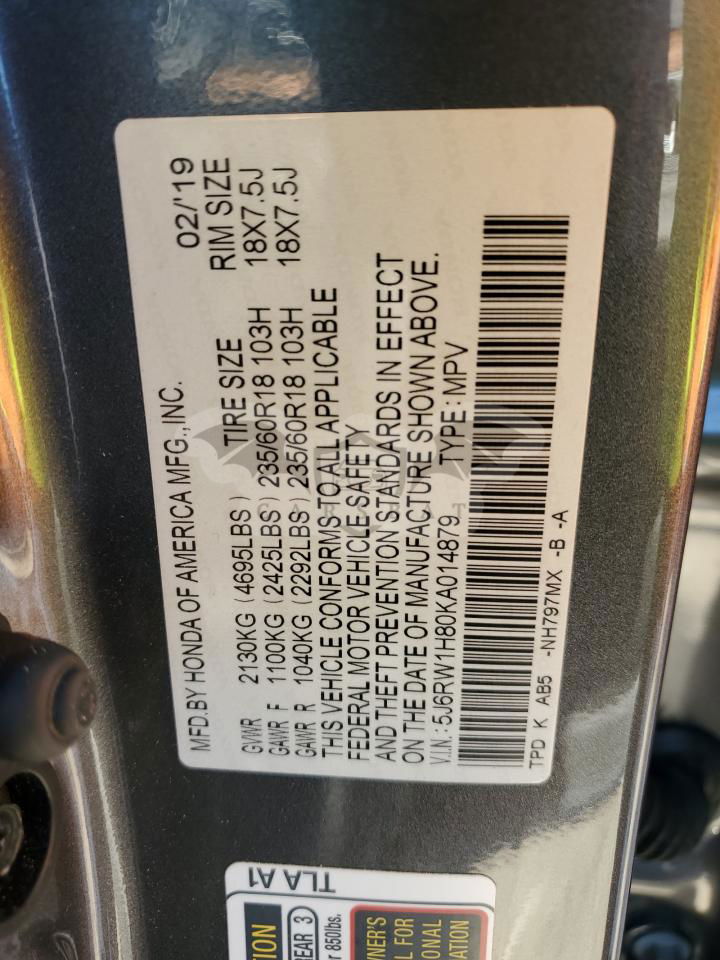 MFD. BY HONDA OF AMERICA MFG., INC. 02/'19
GVWR 2130KG (4695LBS) TIRE SIZE RIM SIZE
GAWR F 1100KG (2425LBS) 235/60R18 103H 18X7.5J
GAWR R 1040KG (2292LBS) 235/60R18 103H 18X7.5J
THIS VEHICLE CONFORMS TO ALL APPLICABLE
FEDERAL MOTOR VEHICLE SAFETY
AND THEFT PREVENTION STANDARDS IN EFFECT
ON THE DATE OF MANUFACTURE SHOWN ABOVE.
V.I.N.: 5J6RW1H80KA014879 TYPE: MPV
TPD K AB5 -NH797MX -B -A
TLA A1
REAR 3
850lbs.